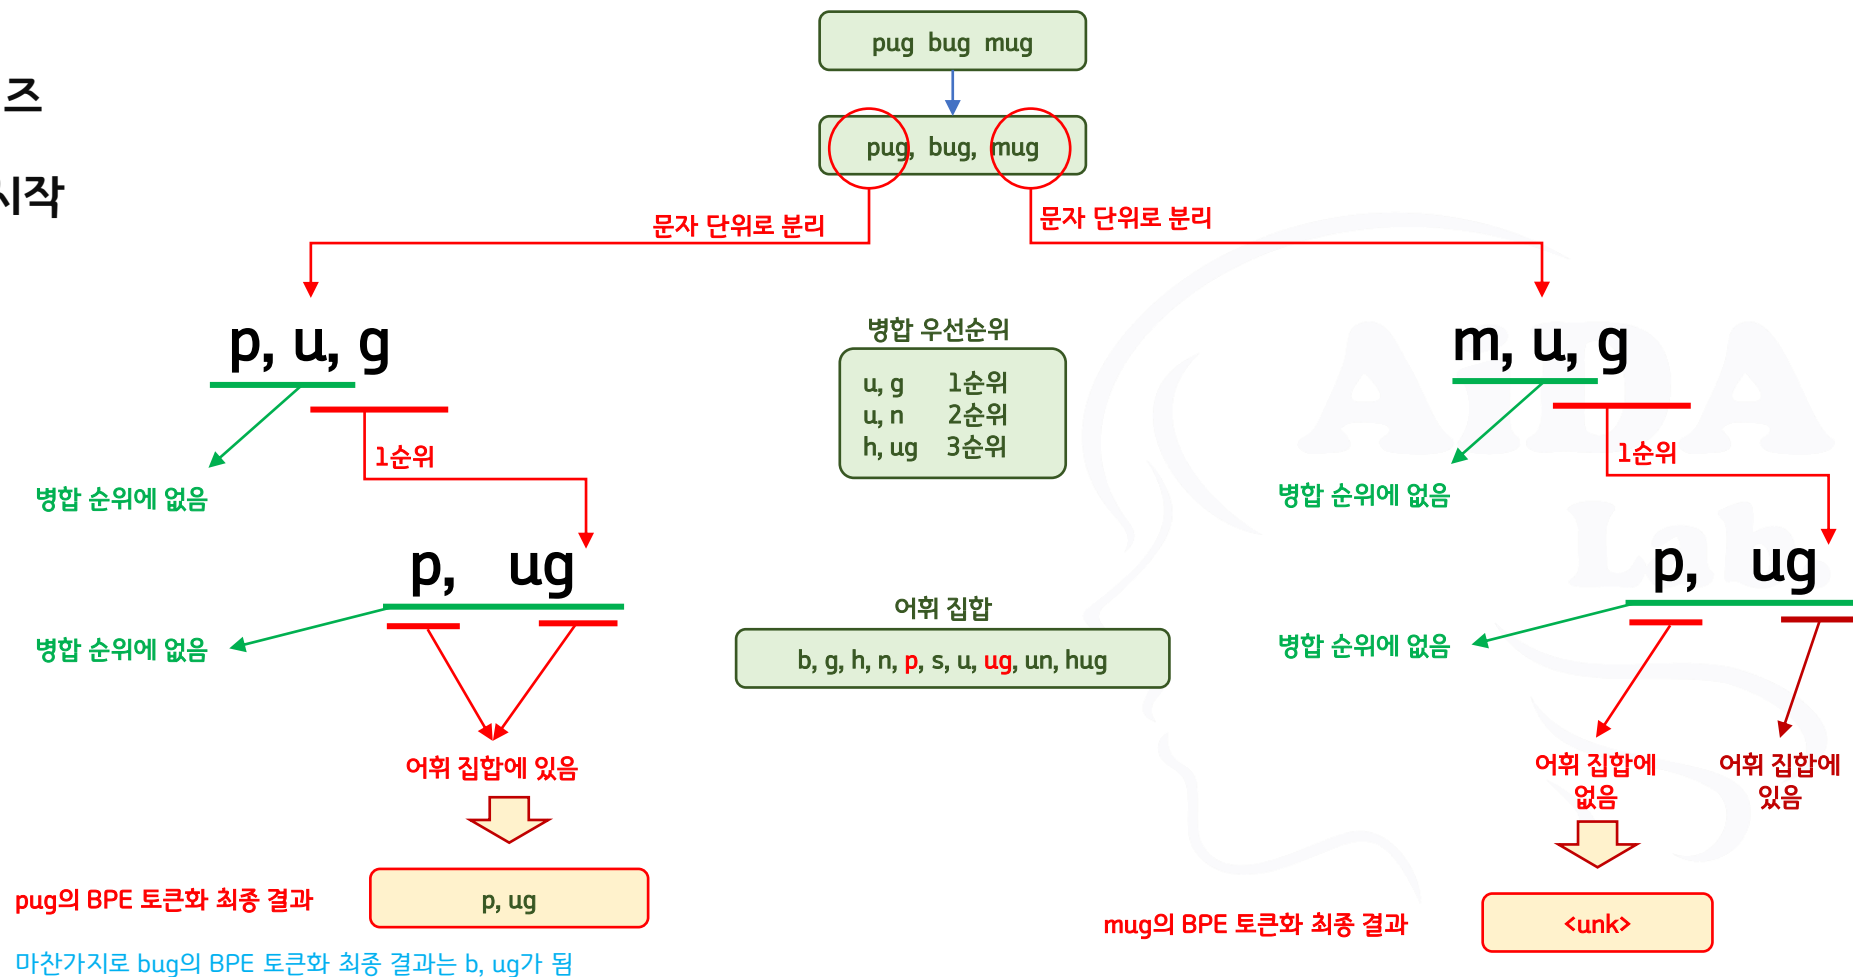 pug bug mug
즈
pug, bug, mug
시작
문자 단위로 분리
문자 단위로 분리
p, u, g
m, u, g
병합 우선순위
u, g 1순위
u, n 2순위
h, ug 3순위
1순위
1순위
병합 순위에 없음
병합 순위에 없음
p, ug
p, ug
어휘 집합
b, g, h, n, p, s, u, ug, un, hug
병합 순위에 없음
병합 순위에 없음
어휘 집합에 있음
어휘 집합에
없음
어휘 집합에
있음
pug의 BPE 토큰화 최종 결과
p, ug
mug의 BPE 토큰화 최종 결과
<unk>
마찬가지로 bug의 BPE 토큰화 최종 결과는 b, ug가 됨
AiDA
Lab.